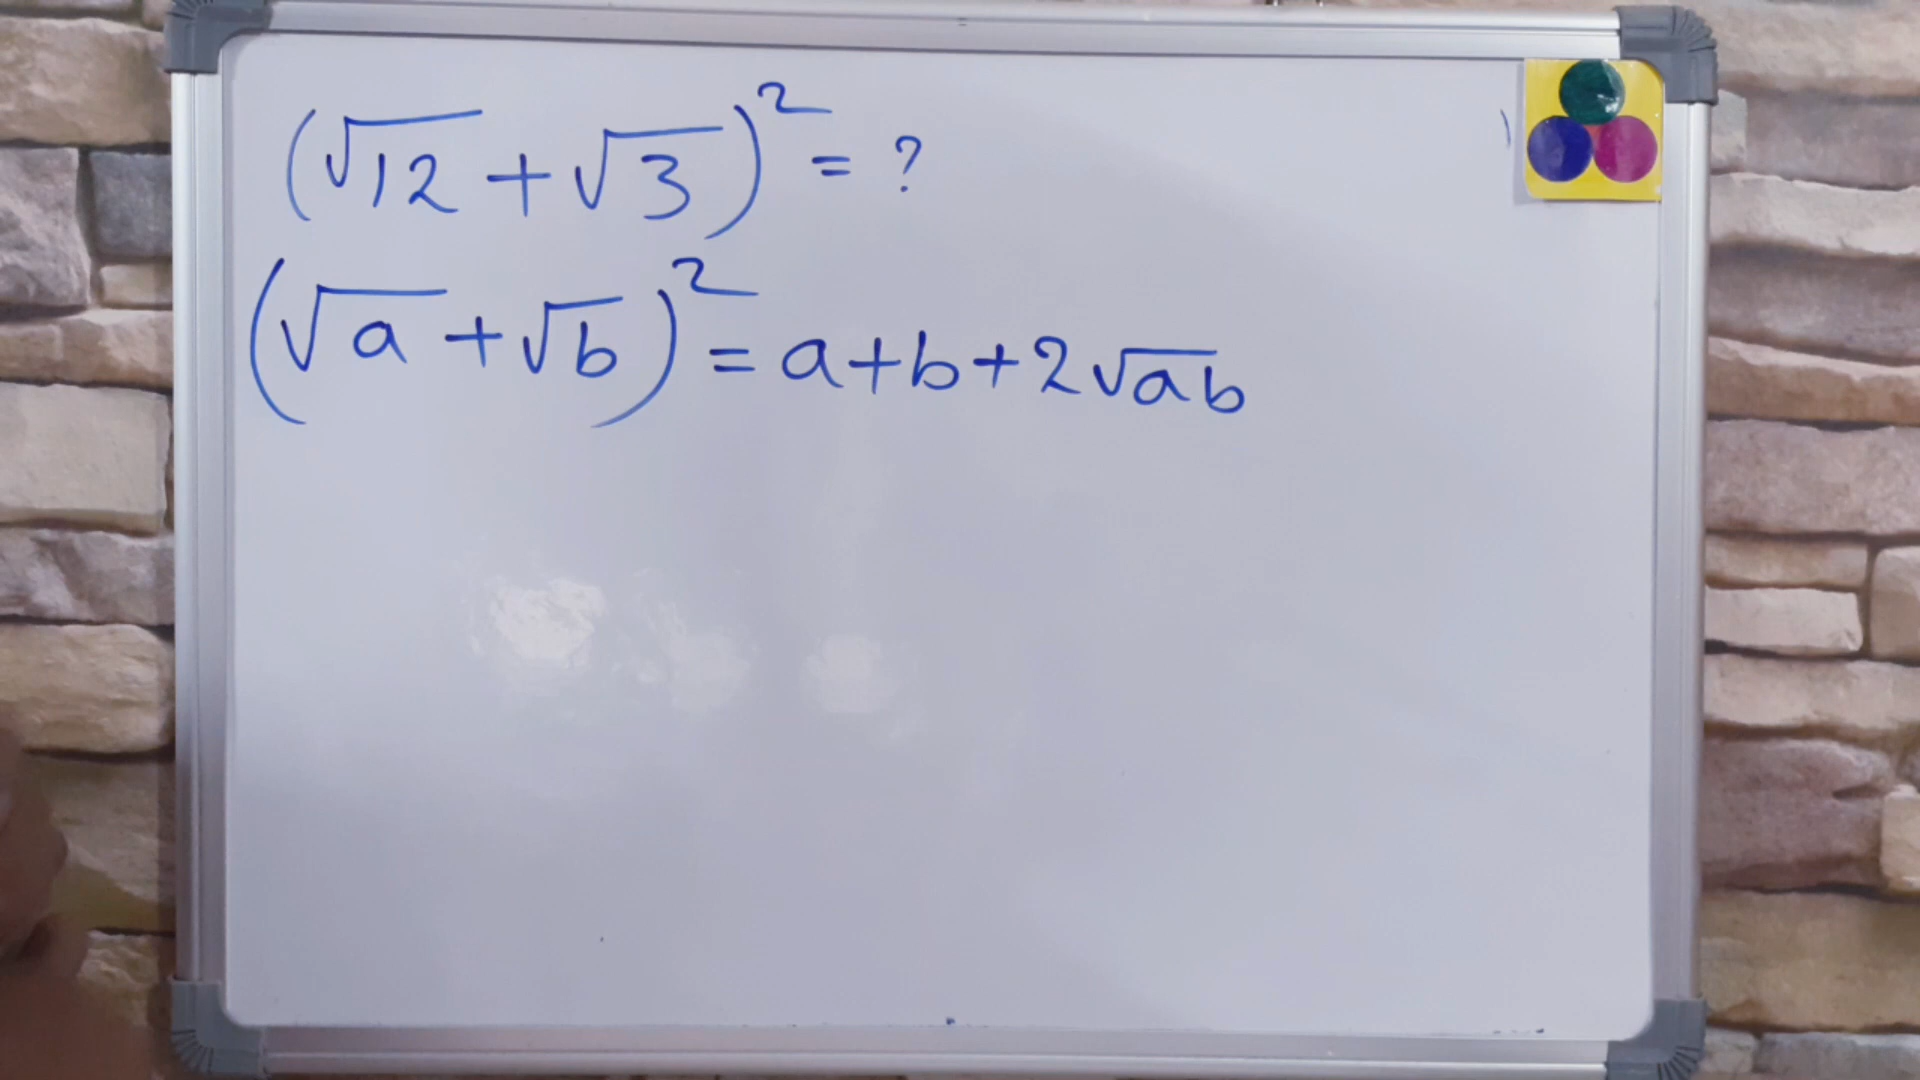 (√12 + √3)² = ?
(√a + √b)² = a + b + 2√ab